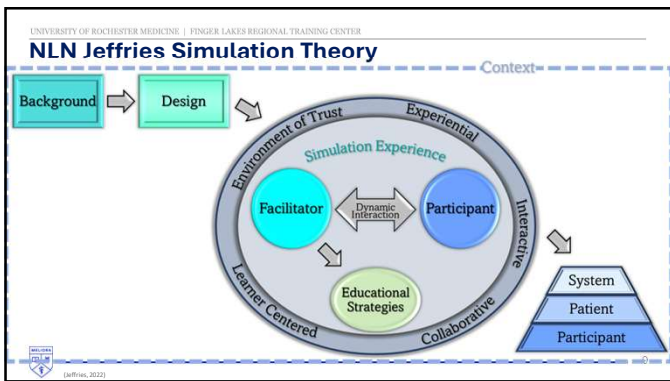 UNIVERSITY OF ROCHESTER MEDICINE | FINGER LAKES REGIONAL TRAINING CENTER
NLN Jeffries Simulation Theory
Context
Background
Design
Environment of Trust
Experiential
Simulation Experience
Facilitator
Dynamic
Interaction
Participant
Interactive
Educational
Strategies
Learner Centered
Collaborative
System
Patient
Participant
MELIORA
(Jeffries, 2022)